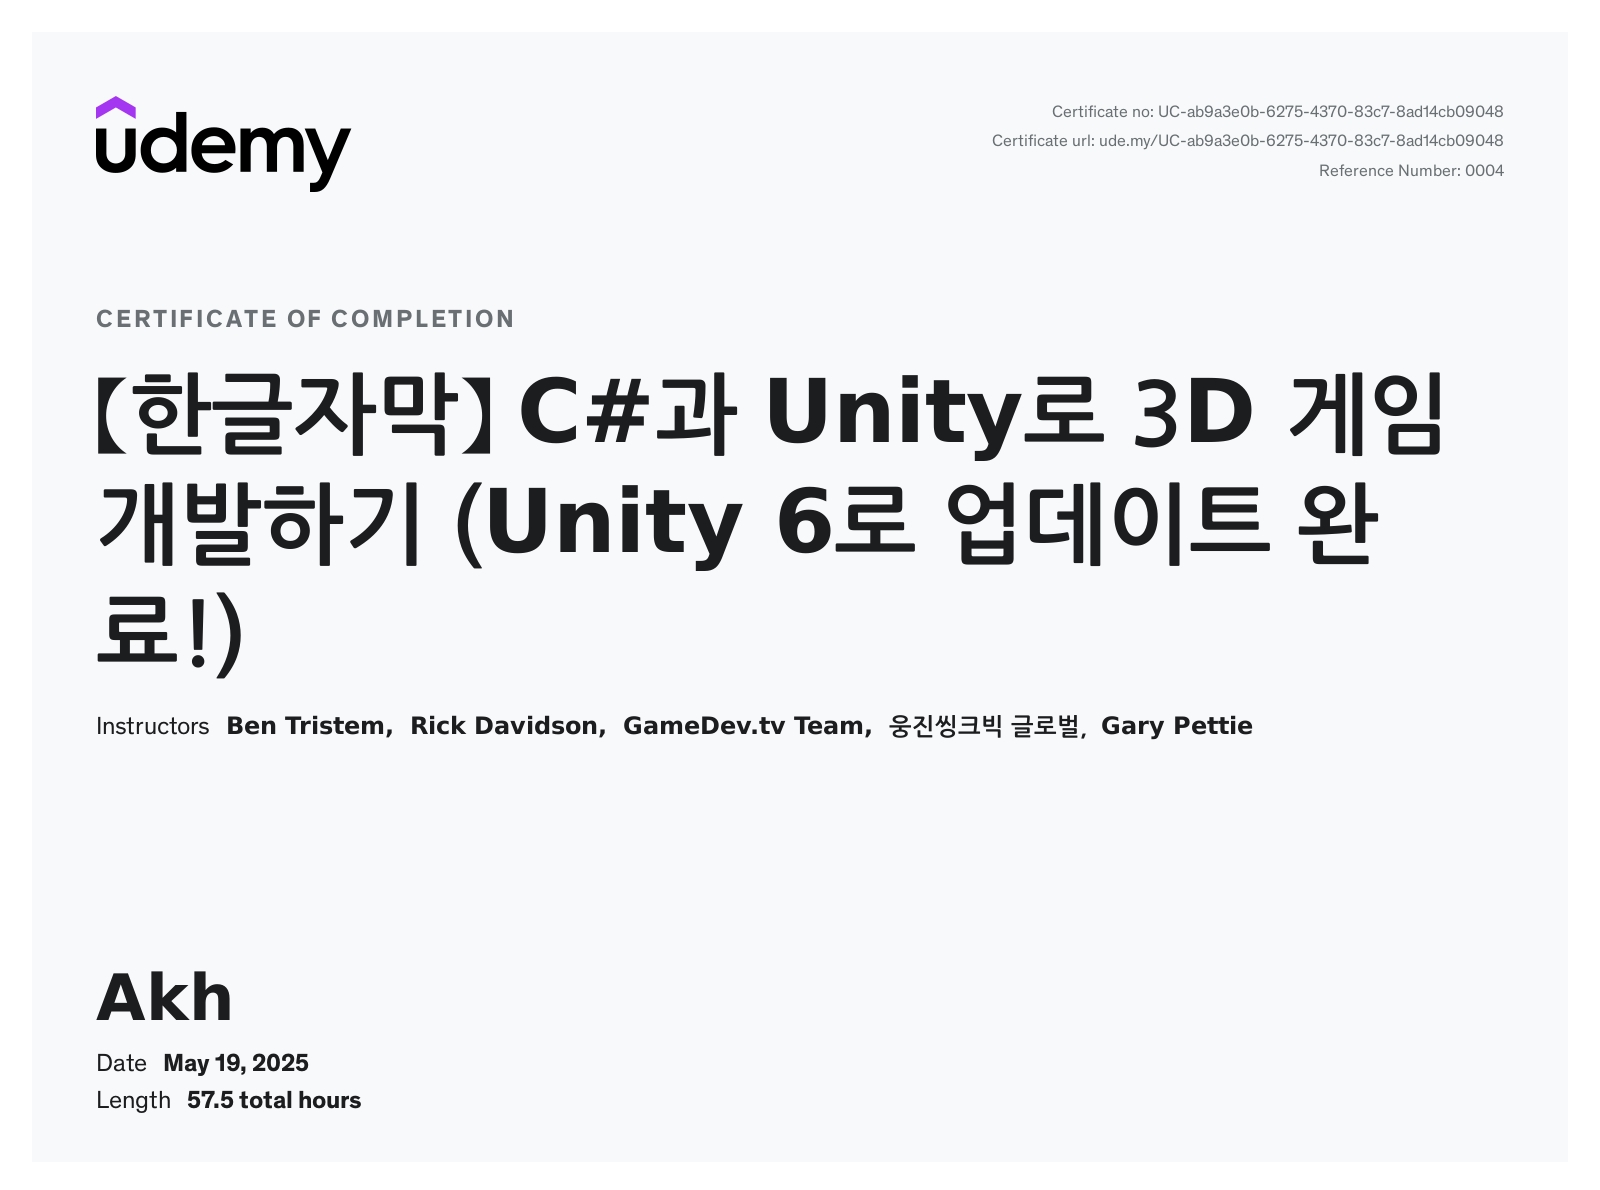 udemy
Certificate no: UC-ab9a3e0b-6275-4370-83c7-8ad14cb09048
Certificate url: ude.my/UC-ab9a3e0b-6275-4370-83c7-8ad14cb09048
Reference Number: 0004
CERTIFICATE OF COMPLETION
【한글자막】 C#과 Unity로 3D 게임
개발하기 (Unity 6로 업데이트 완
료!)
Instructors Ben Tristem, Rick Davidson, GameDev.tv Team, 웅진씽크빅 글로벌, Gary Pettie
Akh
Date May 19, 2025
Length 57.5 total hours